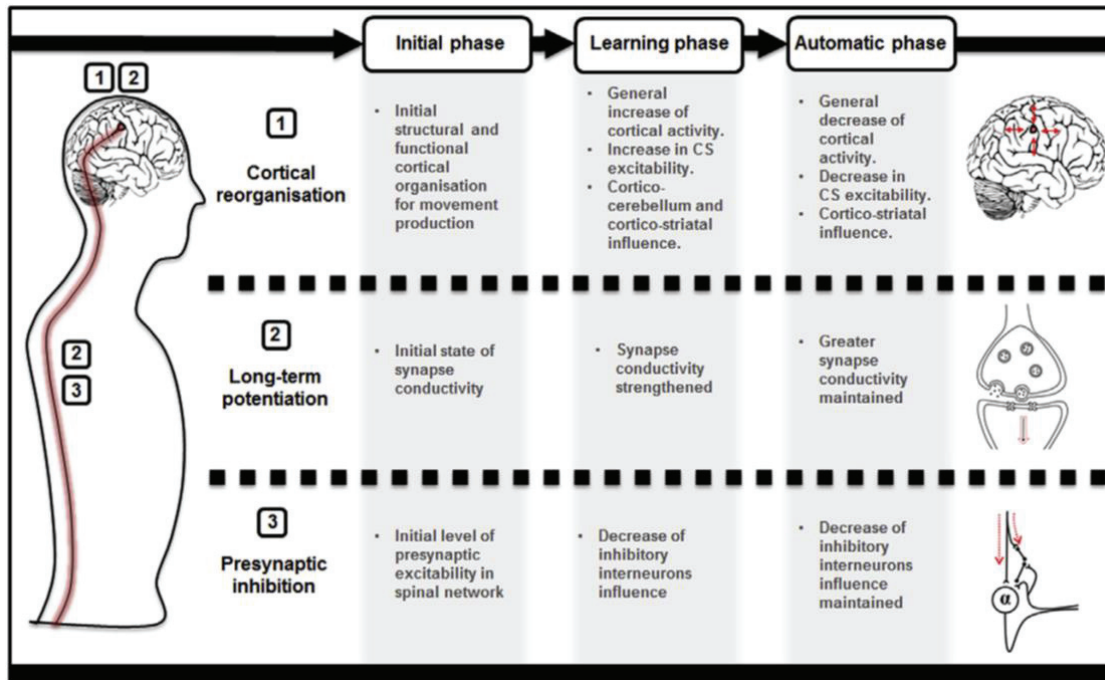 Initial phase
Learning phase
Automatic phase
1 2
1
Cortical
reorganisation
• Initial
structural and
functional
cortical
organisation
for movement
production
• General
increase of
cortical activity.
• Increase in CS
excitability.
• Cortico-
cerebellum and
cortico-striatal
influence.
• General
decrease of
cortical
activity.
• Decrease in
CS excitability.
• Cortico-striatal
influence.
2
3
2
Long-term
potentiation
• Initial state of
synapse
conductivity
• Synapse
conductivity
strengthened
• Greater
synapse
conductivity
maintained
3
Presynaptic
inhibition
• Initial level of
presynaptic
excitability in
spinal network
• Decrease of
inhibitory
interneurons
influence
• Decrease of
inhibitory
interneurons
influence
maintained
α